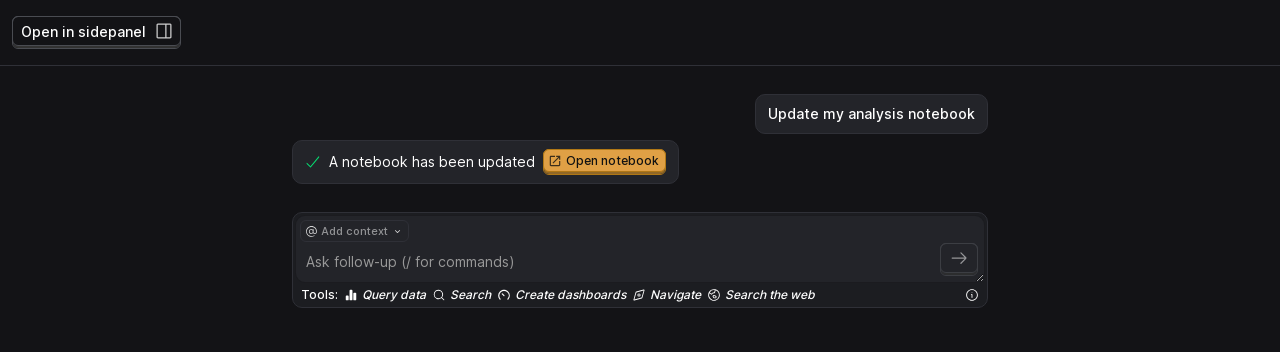 Open in sidepanel
Update my analysis notebook
A notebook has been updated
Open notebook
@ Add context
Ask follow-up (/ for commands)
Tools: Query data Search Create dashboards Navigate Search the web